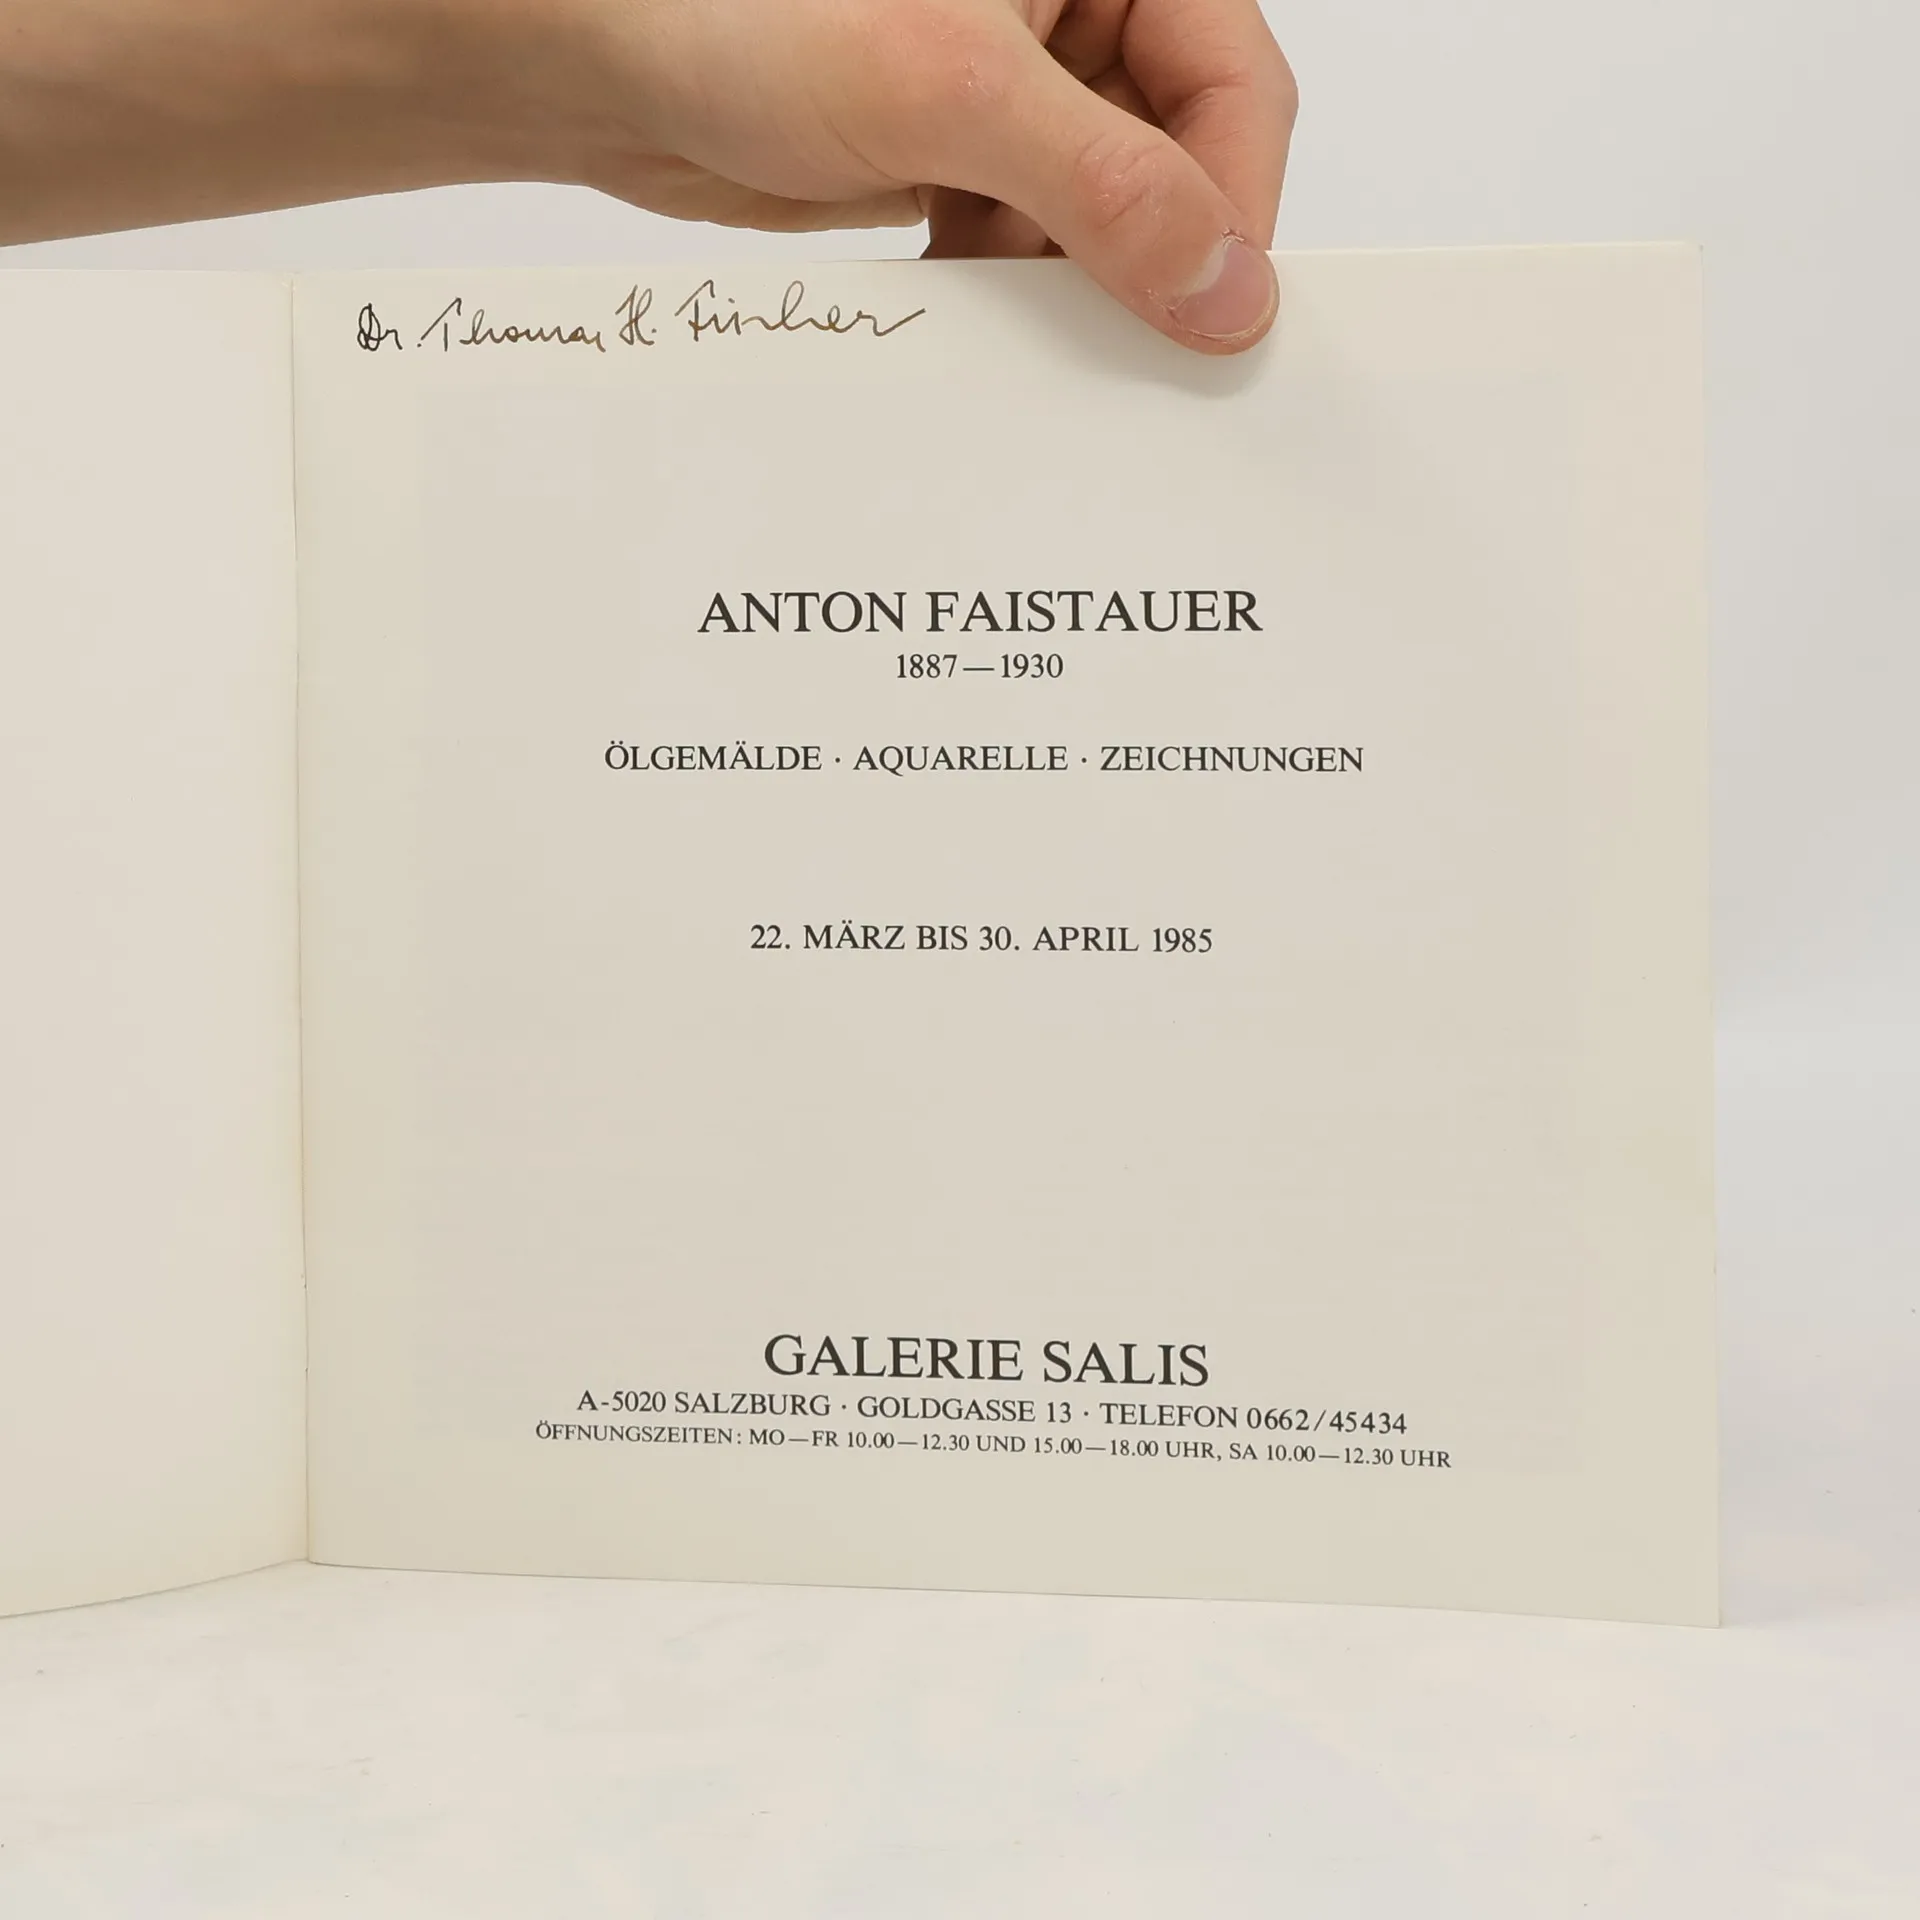 Dr. Thomas H. Fischer
ANTON FAISTAUER
1887—1930
ÖLGEMÄLDE · AQUARELLE · ZEICHNUNGEN
22. MÄRZ BIS 30. APRIL 1985
GALERIE SALIS
A-5020 SALZBURG · GOLDGASSE 13 · TELEFON 0662/45434
ÖFFNUNGSZEITEN: MO—FR 10.00—12.30 UND 15.00—18.00 UHR, SA 10.00—12.30 UHR